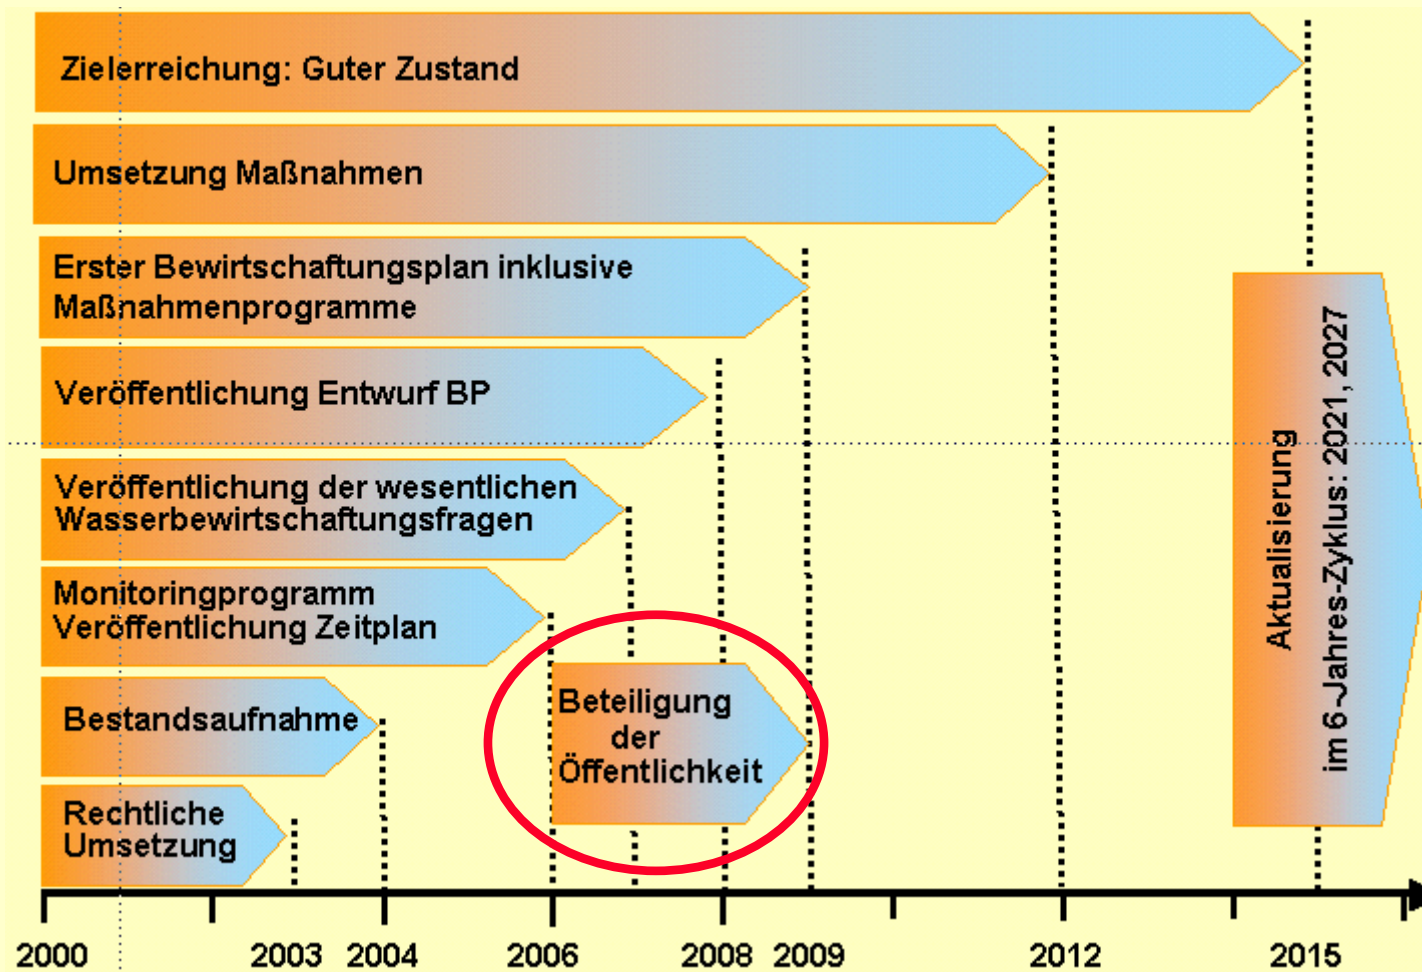 Zielerreichung: Guter Zustand
Umsetzung Maßnahmen
Erster Bewirtschaftungsplan inklusive
Maßnahmenprogramme
Veröffentlichung Entwurf BP
Veröffentlichung der wesentlichen
Wasserbewirtschaftungsfragen
Monitoringprogramm
Veröffentlichung Zeitplan
Bestandsaufnahme
Rechtliche
Umsetzung
Beteiligung
der
Öffentlichkeit
Aktualisierung
im 6-Jahres-Zyklus: 2021, 2027
2000 2003 2004 2006 2008 2009 2012 2015